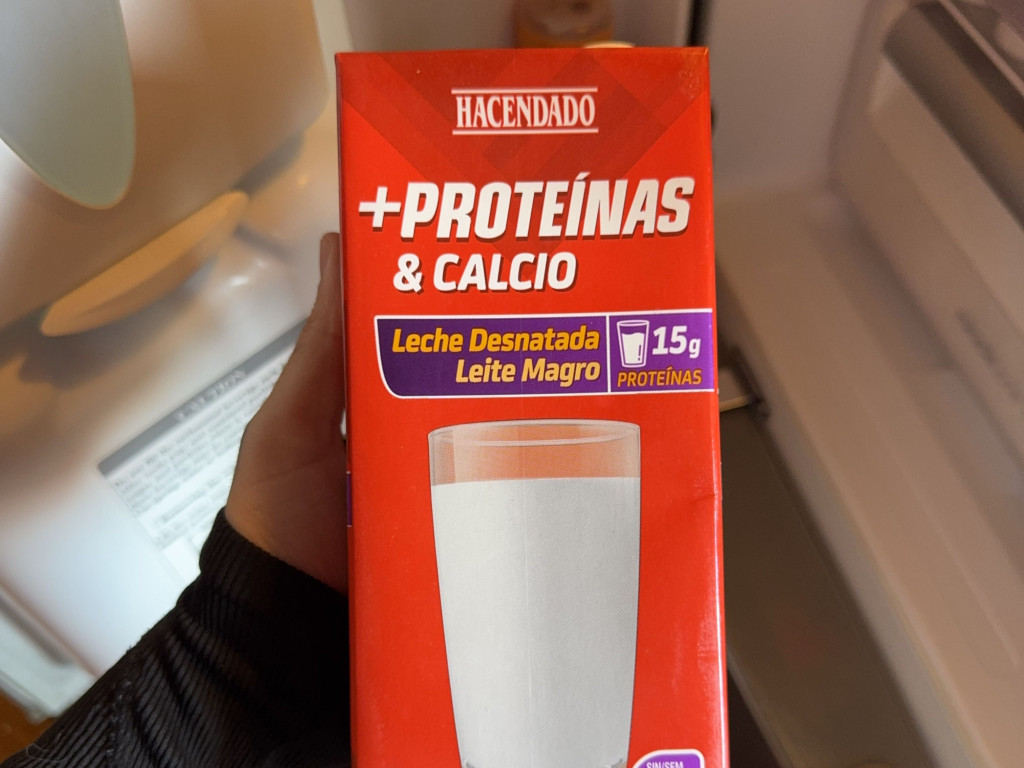 HACENDADO
+PROTEÍNAS
& CALCIO
Leche Desnatada
Leite Magro
15g
PROTEÍNAS
SIN/SEM